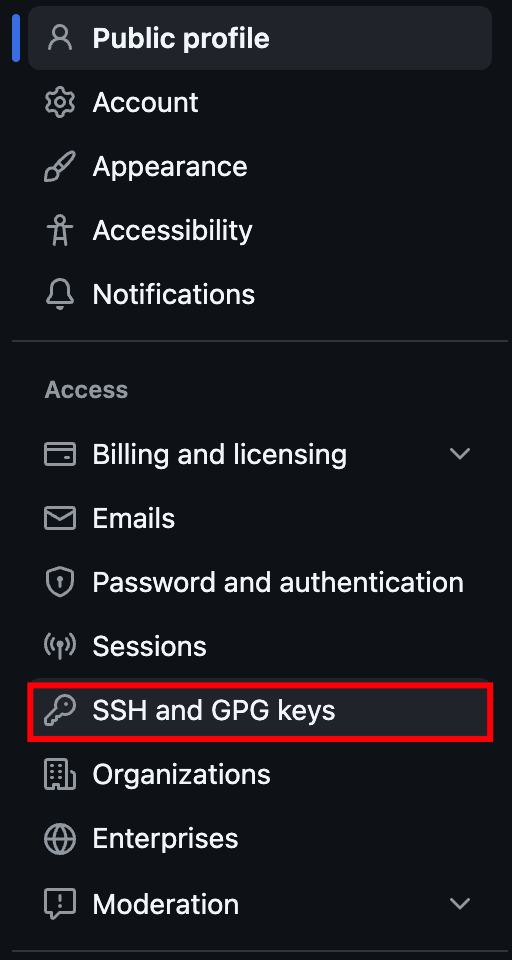 Public profile
Account
Appearance
Accessibility
Notifications
Access
Billing and licensing
Emails
Password and authentication
Sessions
SSH and GPG keys
Organizations
Enterprises
Moderation